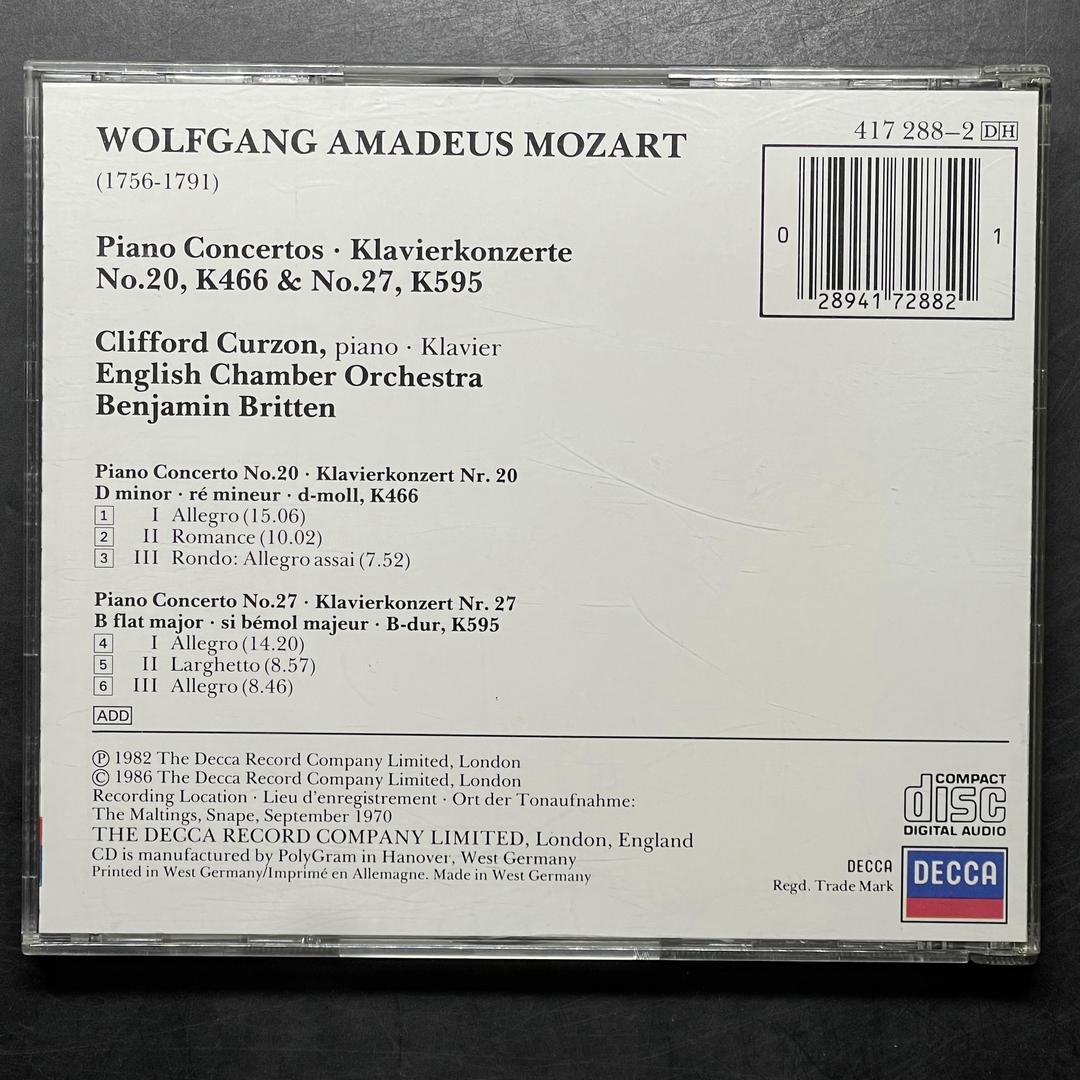 WOLFGANG AMADEUS MOZART
(1756-1791)
417 288–2 DH
0 28941 72882 1
Piano Concertos · Klavierkonzerte
No.20, K466 & No.27, K595
Clifford Curzon, piano · Klavier
English Chamber Orchestra
Benjamin Britten
Piano Concerto No.20 · Klavierkonzert Nr. 20
D minor · ré mineur · d-moll, K466
1 I Allegro (15.06)
2 II Romance (10.02)
3 III Rondo: Allegro assai (7.52)
Piano Concerto No.27 · Klavierkonzert Nr. 27
B flat major · si bémol majeur · B-dur, K595
4 I Allegro (14.20)
5 II Larghetto (8.57)
6 III Allegro (8.46)
ADD
Ⓟ 1982 The Decca Record Company Limited, London
© 1986 The Decca Record Company Limited, London
Recording Location · Lieu d'enregistrement · Ort der Tonaufnahme:
The Maltings, Snape, September 1970
THE DECCA RECORD COMPANY LIMITED, London, England
CD is manufactured by PolyGram in Hanover, West Germany
Printed in West Germany/Imprimé en Allemagne. Made in West Germany
COMPACT
disc
DIGITAL AUDIO
DECCA
Regd. Trade Mark
DECCA